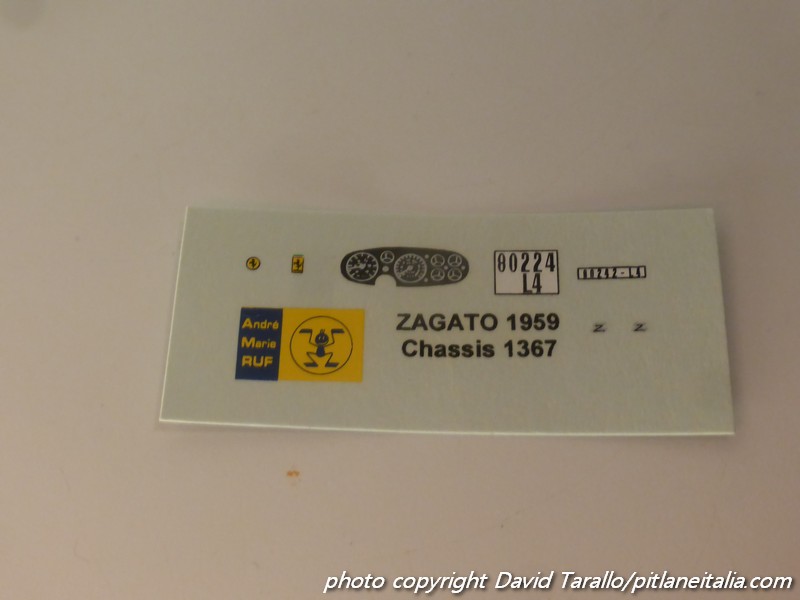 80224
L4
André
Marie
RUF
ZAGATO 1959
Chassis 1367
Z Z
photo copyright David Tarallo/pitlaneitalia.com